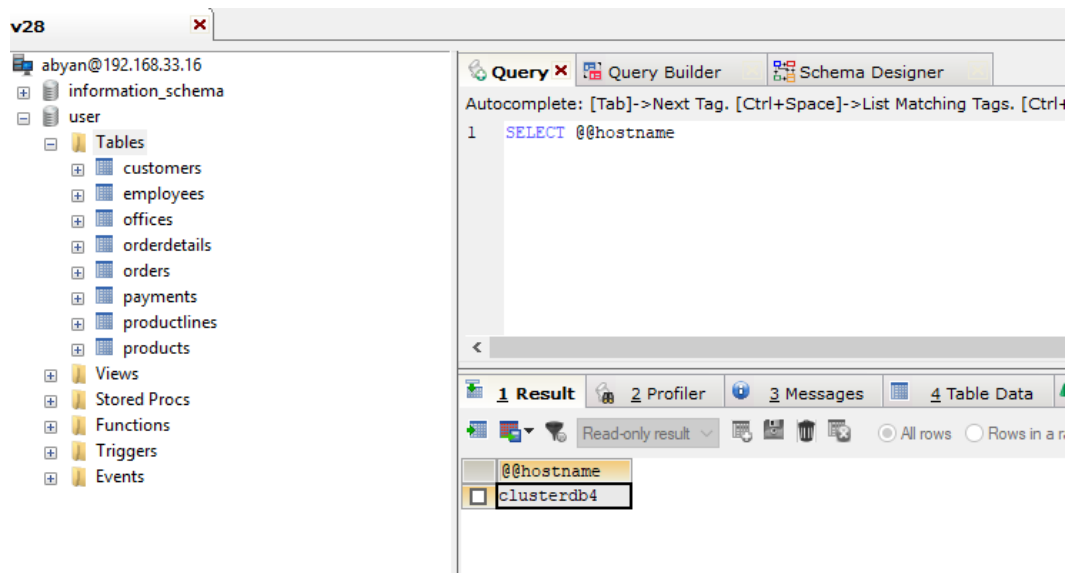 v28
abyan@192.168.33.16
information_schema
user
Tables
customers
employees
offices
orderdetails
orders
payments
productlines
products
Views
Stored Procs
Functions
Triggers
Events
Query Query Builder Schema Designer
Autocomplete: [Tab]->Next Tag. [Ctrl+Space]->List Matching Tags. [Ctrl+
1 SELECT @@hostname
1 Result 2 Profiler 3 Messages 4 Table Data
Read-only result All rows Rows in a ra
@@hostname
clusterdb4